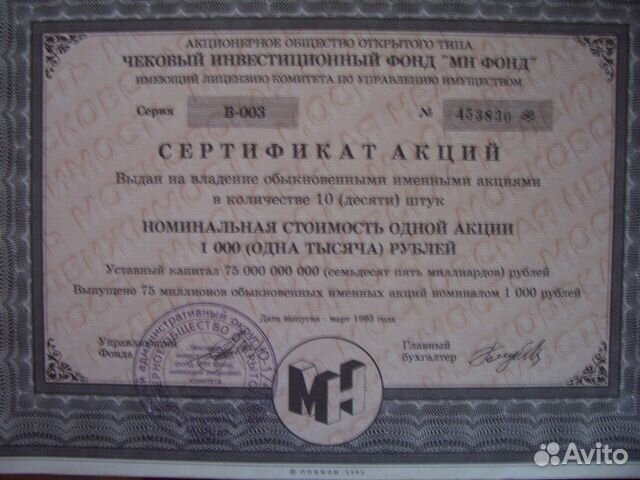 АКЦИОНЕРНОЕ ОБЩЕСТВО ОТКРЫТОГО ТИПА
ЧЕКОВЫЙ ИНВЕСТИЦИОННЫЙ ФОНД "МН ФОНД"
ИМЕЮЩИЙ ЛИЦЕНЗИЮ КОМИТЕТА ПО УПРАВЛЕНИЮ ИМУЩЕСТВОМ
Серия В-003 № 453830 *
СЕРТИФИКАТ АКЦИЙ
Выдан на владение обыкновенными именными акциями
в количестве 10 (десяти) штук
НОМИНАЛЬНАЯ СТОИМОСТЬ ОДНОЙ АКЦИИ
1 000 (ОДНА ТЫСЯЧА) РУБЛЕЙ
Уставный капитал 75 000 000 000 (семьдесят пять миллиардов) рублей
Выпущено 75 миллионов обыкновенных именных акций номиналом 1 000 рублей
Дата выпуска - март 1993 года
Управляющий
Фонда
Главный
бухгалтер
МН
Avito